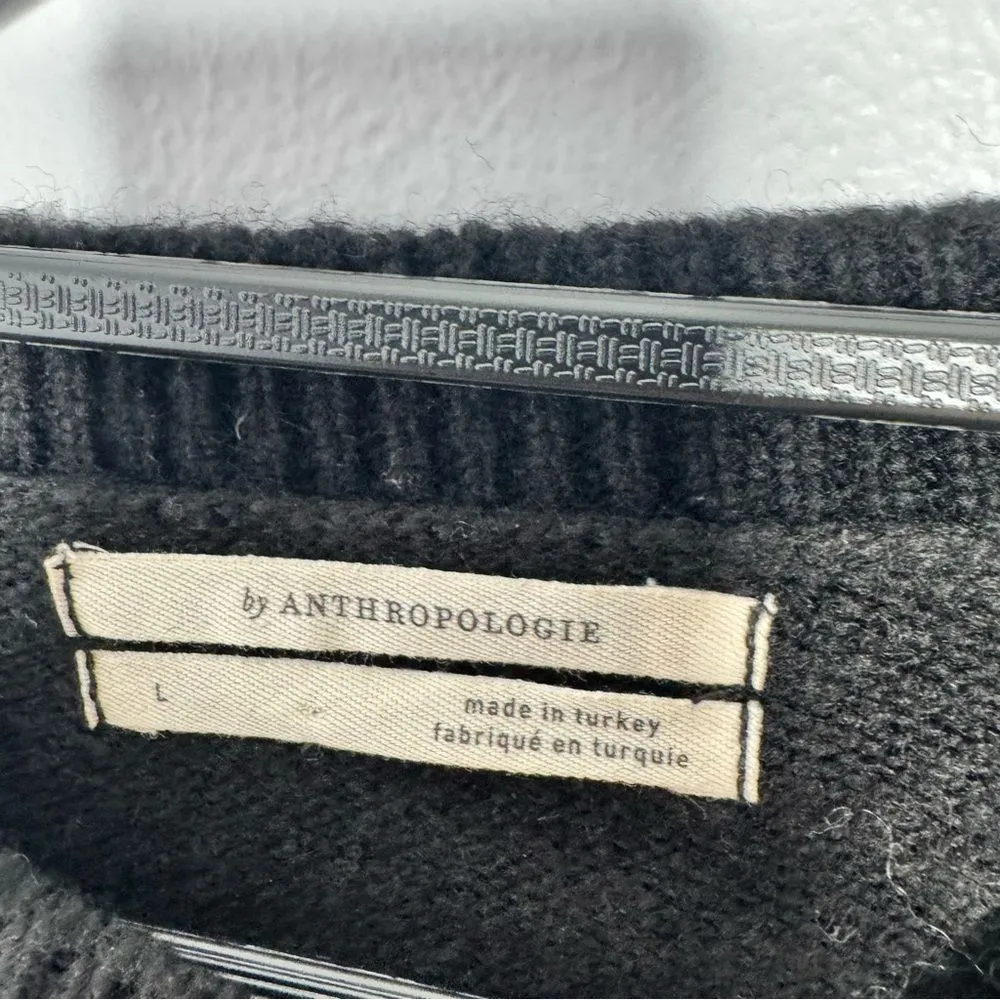 by ANTHROPOLOGIE
L
made in turkey
fabriqué en turquie